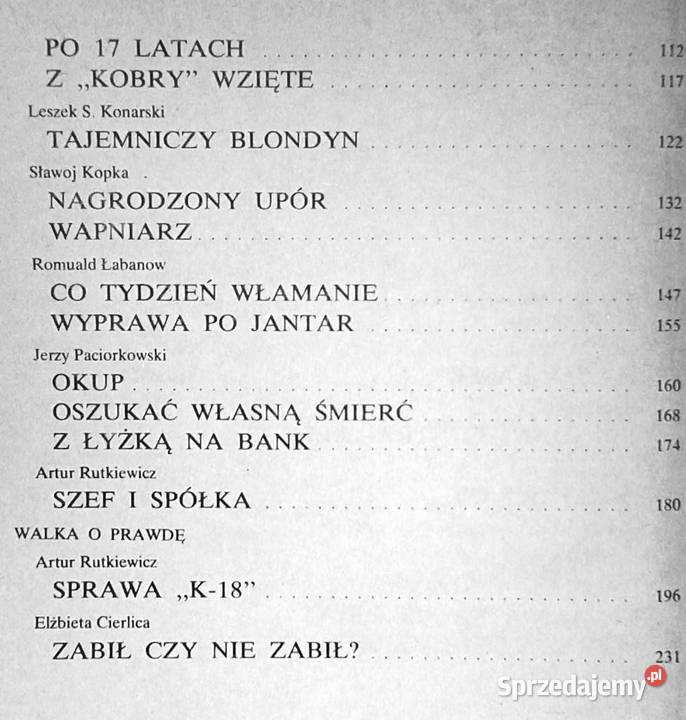 PO 17 LATACH . . . . . . . . . . . . . . . . . . . . . . 112
Z „KOBRY” WZIĘTE . . . . . . . . . . . . . . . . . . 117
Leszek S. Konarski
TAJEMNICZY BLONDYN . . . . . . . . . . . . . . . . 122
Sławoj Kopka .
NAGRODZONY UPÓR . . . . . . . . . . . . . . . . . 132
WAPNIARZ . . . . . . . . . . . . . . . . . . . . . . . . . 142
Romuald Łabanow
CO TYDZIEŃ WŁAMANIE . . . . . . . . . . . . . . . 147
WYPRAWA PO JANTAR . . . . . . . . . . . . . . . . 155
Jerzy Paciorkowski
OKUP . . . . . . . . . . . . . . . . . . . . . . . . . . . . . 160
OSZUKAĆ WŁASNĄ ŚMIERĆ . . . . . . . . . . . . . 168
Z ŁYŻKĄ NA BANK . . . . . . . . . . . . . . . . . . . 174
Artur Rutkiewicz
SZEF I SPÓŁKA . . . . . . . . . . . . . . . . . . . . . . 180
WALKA O PRAWDĘ
Artur Rutkiewicz
SPRAWA „K-18” . . . . . . . . . . . . . . . . . . . . . . 196
Elżbieta Cierlica
ZABIŁ CZY NIE ZABIŁ? . . . . . . . . . . . . . . . . 231
Sprzedajemy.pl